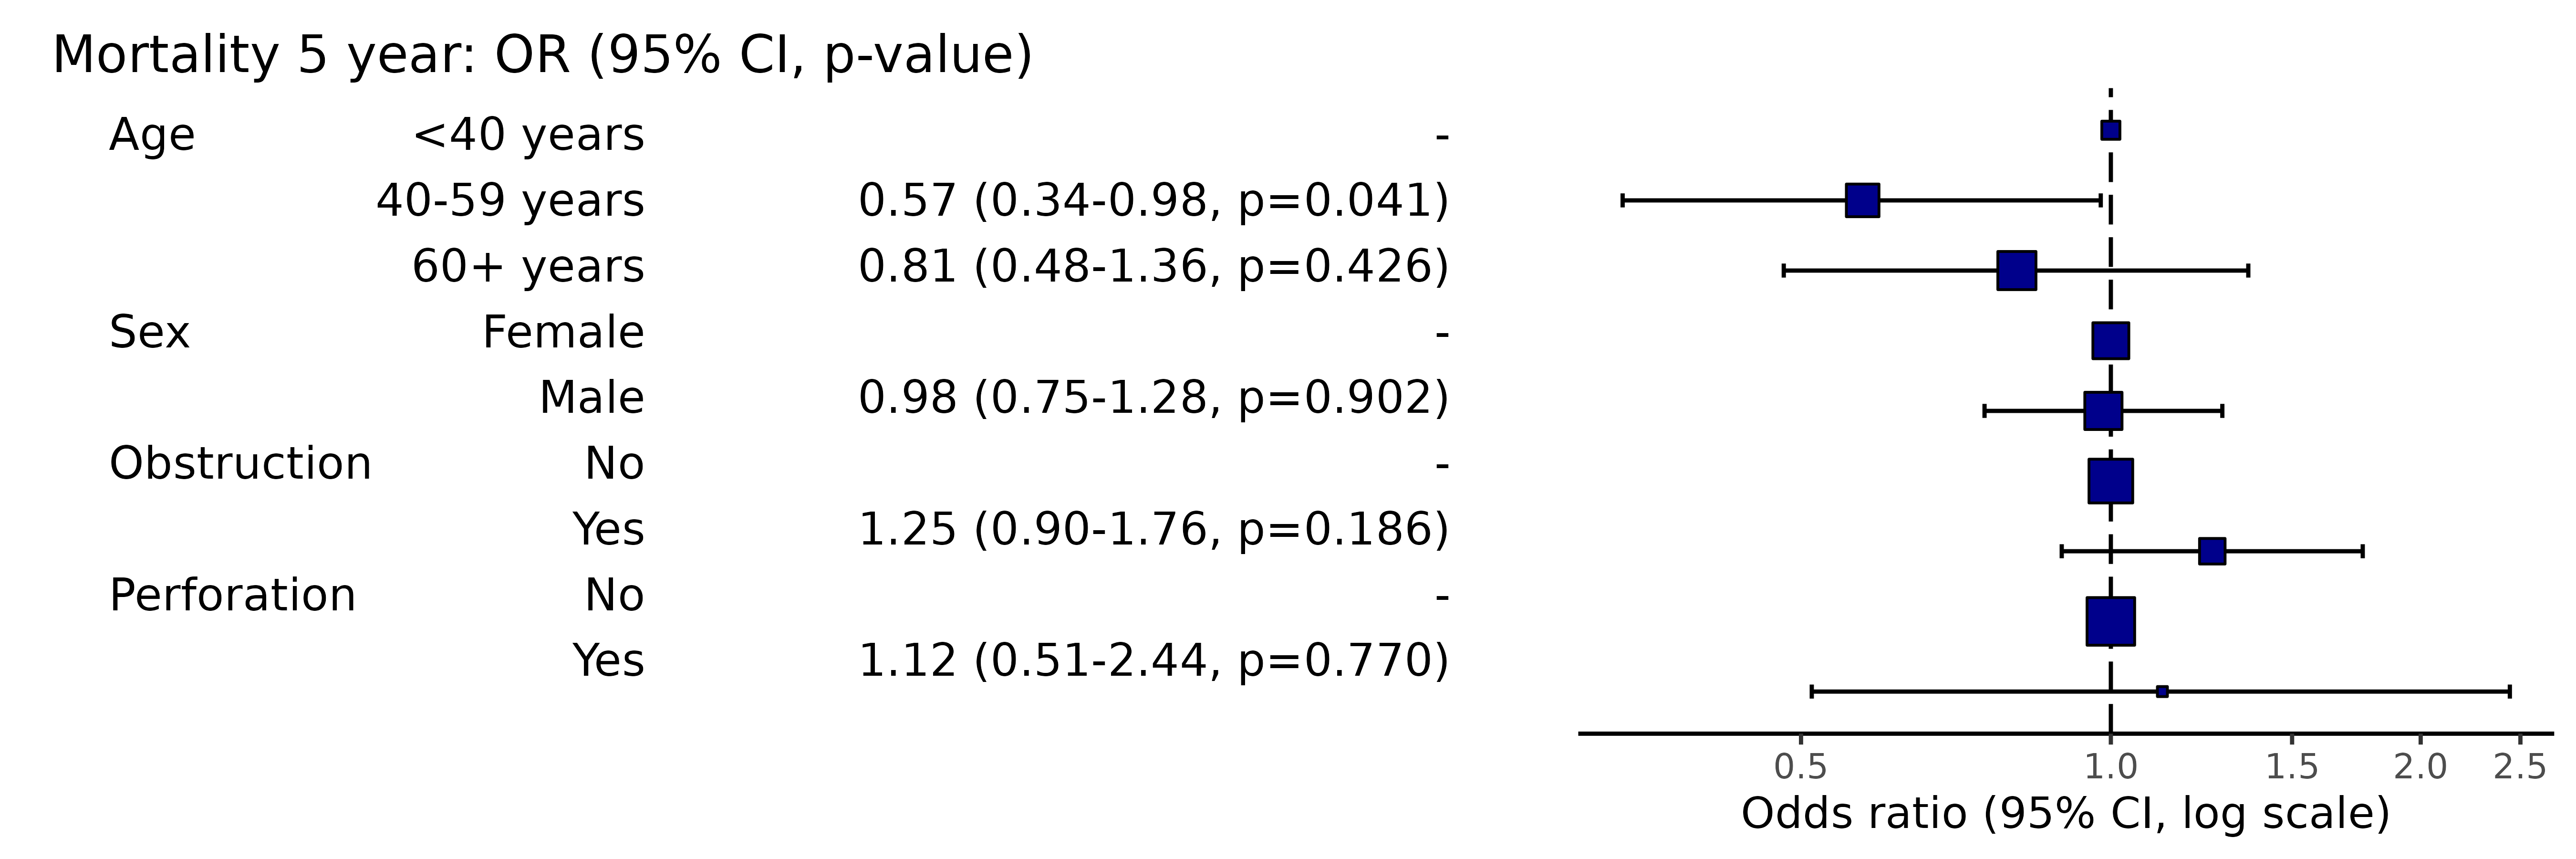 Mortality 5 year: OR (95% CI, p-value)
Age <40 years -
40-59 years 0.57 (0.34-0.98, p=0.041)
60+ years 0.81 (0.48-1.36, p=0.426)
Sex Female -
Male 0.98 (0.75-1.28, p=0.902)
Obstruction No -
Yes 1.25 (0.90-1.76, p=0.186)
Perforation No -
Yes 1.12 (0.51-2.44, p=0.770)
0.5 1.0 1.5 2.0 2.5
Odds ratio (95% CI, log scale)